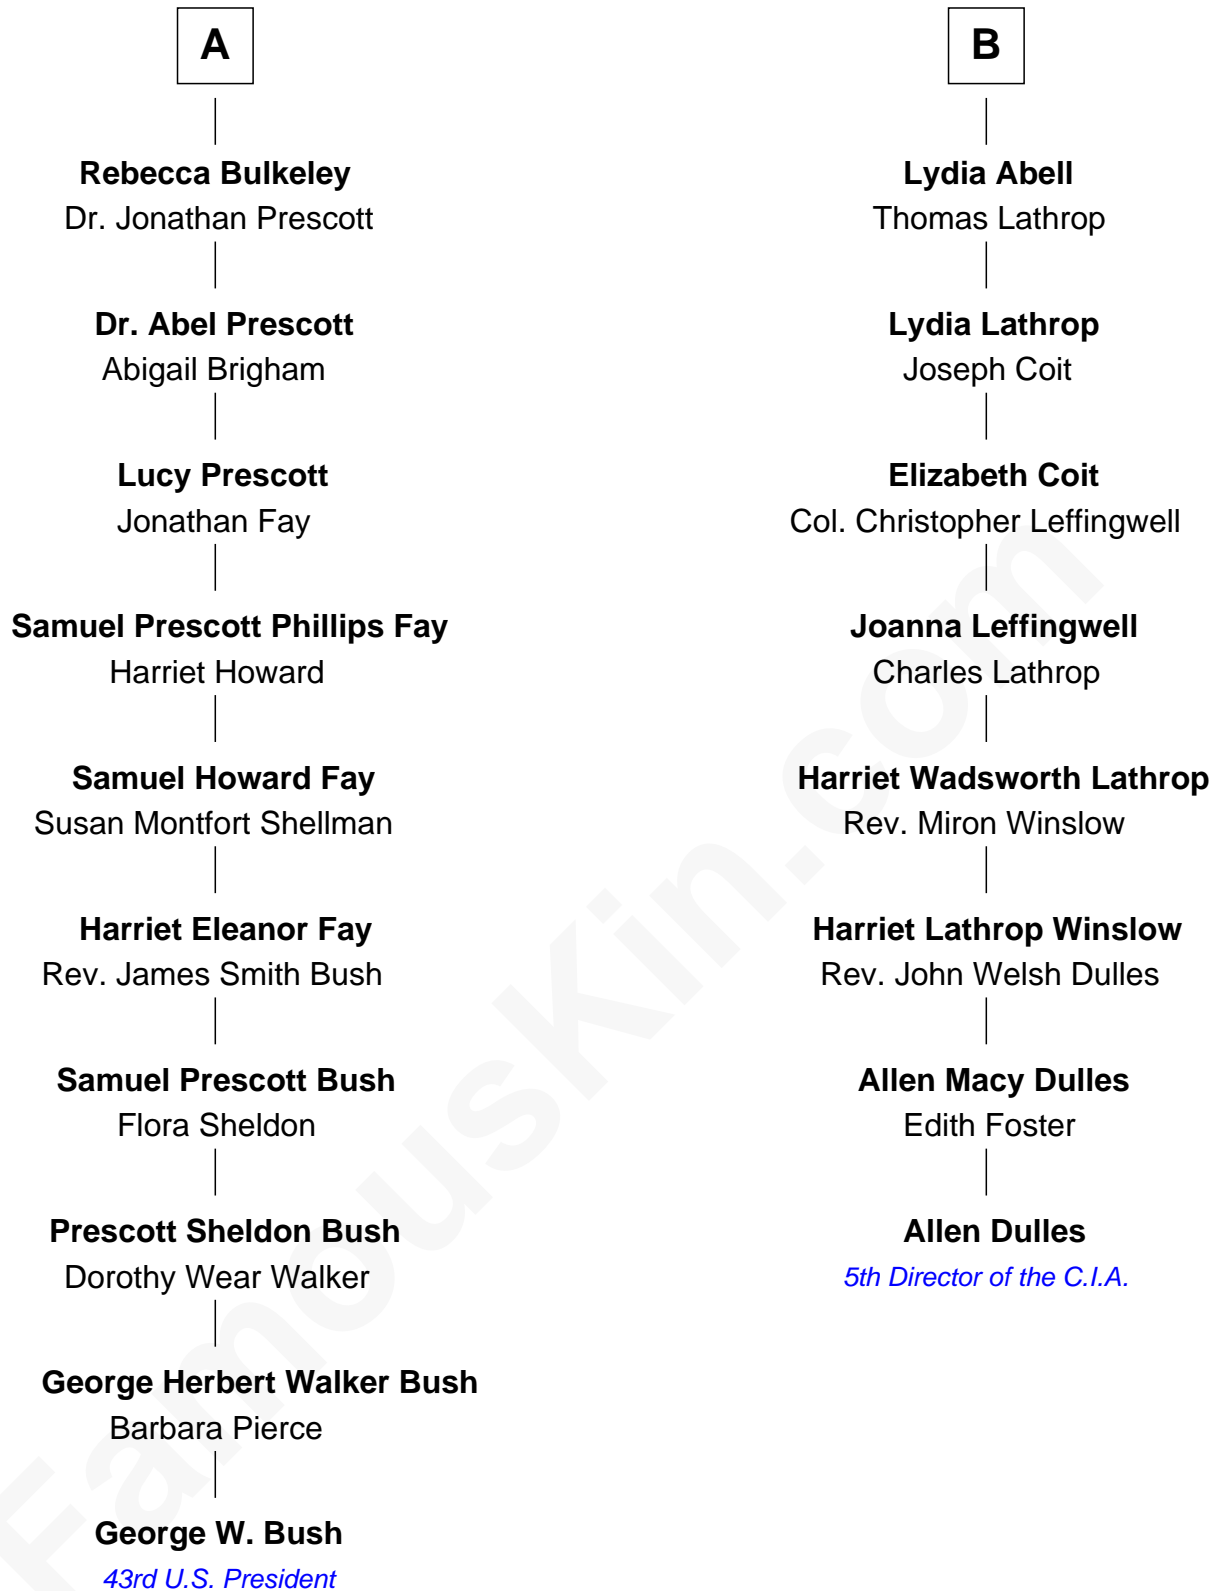 A
Rebecca Bulkeley
Dr. Jonathan Prescott
Dr. Abel Prescott
Abigail Brigham
Lucy Prescott
Jonathan Fay
Samuel Prescott Phillips Fay
Harriet Howard
Samuel Howard Fay
Susan Montfort Shellman
Harriet Eleanor Fay
Rev. James Smith Bush
Samuel Prescott Bush
Flora Sheldon
Prescott Sheldon Bush
Dorothy Wear Walker
George Herbert Walker Bush
Barbara Pierce
George W. Bush
43rd U.S. President
B
Lydia Abell
Thomas Lathrop
Lydia Lathrop
Joseph Coit
Elizabeth Coit
Col. Christopher Leffingwell
Joanna Leffingwell
Charles Lathrop
Harriet Wadsworth Lathrop
Rev. Miron Winslow
Harriet Lathrop Winslow
Rev. John Welsh Dulles
Allen Macy Dulles
Edith Foster
Allen Dulles
5th Director of the C.I.A.
FamousKin.com